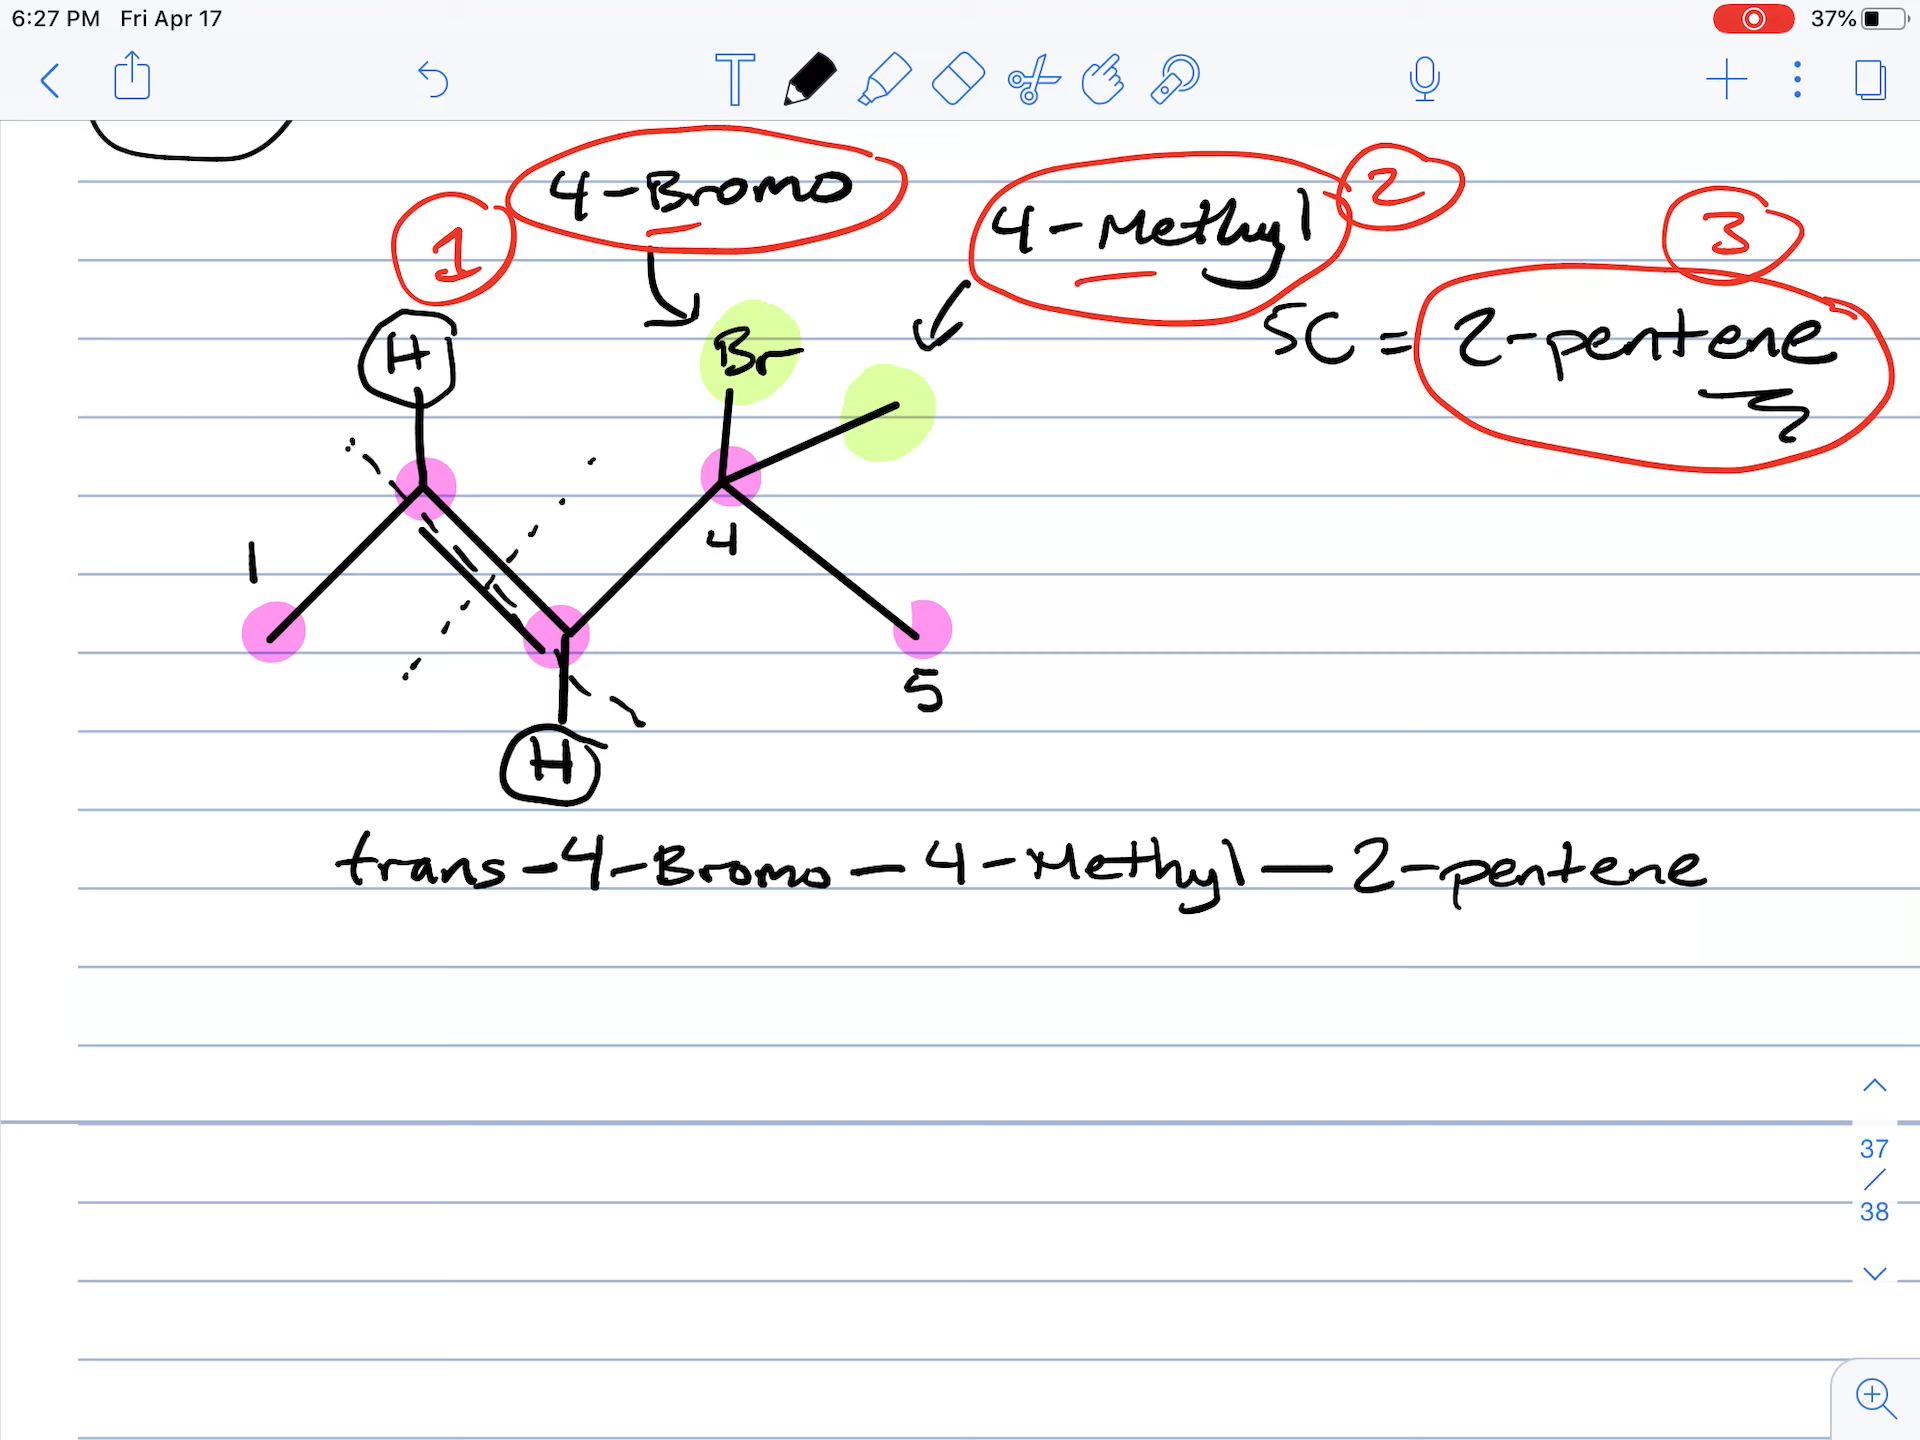 6:27 PM Fri Apr 17
37%
4-Bromo
2
1
4-Methyl
3
5C = 2-pentene
H
Br
1
4
5
H
trans-4-Bromo-4-Methyl-2-pentene
37
38